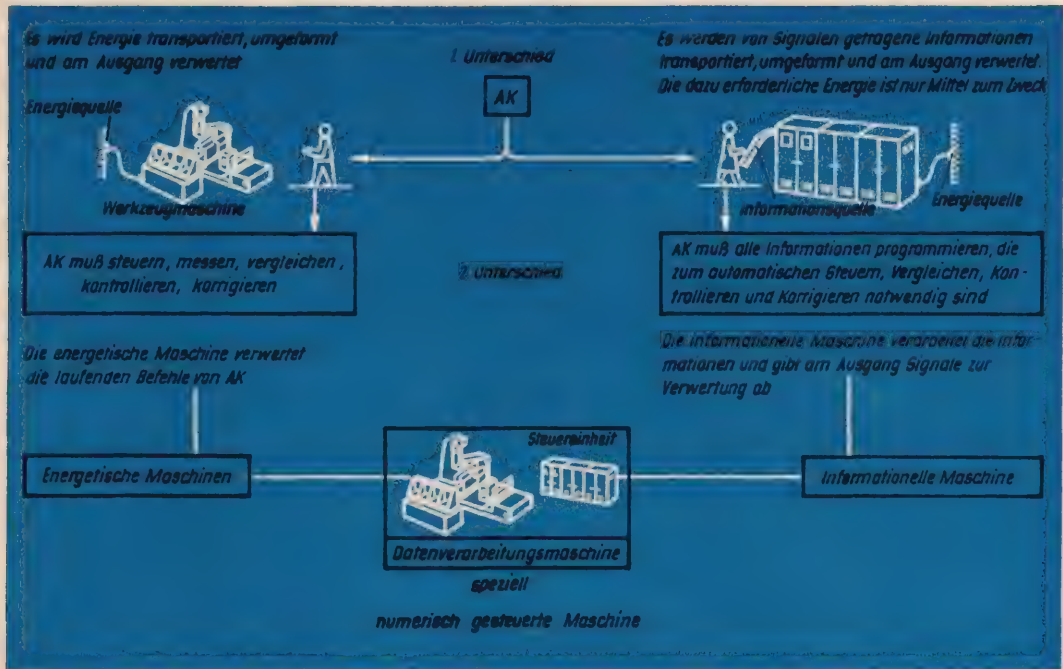 Es wird Energie transportiert, umgeformt
und am Ausgang verwertet
1. Unterschied
AK
Es werden von Signalen getragene Informationen
transportiert, umgeformt und am Ausgang verwertet.
Die dazu erforderliche Energie ist nur Mittel zum Zweck
Energiequelle
Werkzeugmaschine
Informationsquelle
Energiequelle
AK muß steuern, messen, vergleichen,
kontrollieren, korrigieren
2. Unterschied
AK muß alle Informationen programmieren, die
zum automatischen Steuern, Vergleichen, Kon-
trollieren und Korrigieren notwendig sind
Die energetische Maschine verwertet
die laufenden Befehle von AK
Die informationelle Maschine verarbeitet die Infor-
mationen und gibt am Ausgang Signale zur
Verwertung ab
Energetische Maschinen
Steuereinheit
Informationelle Maschine
Datenverarbeitungsmaschine
speziell
numerisch gesteuerte Maschine